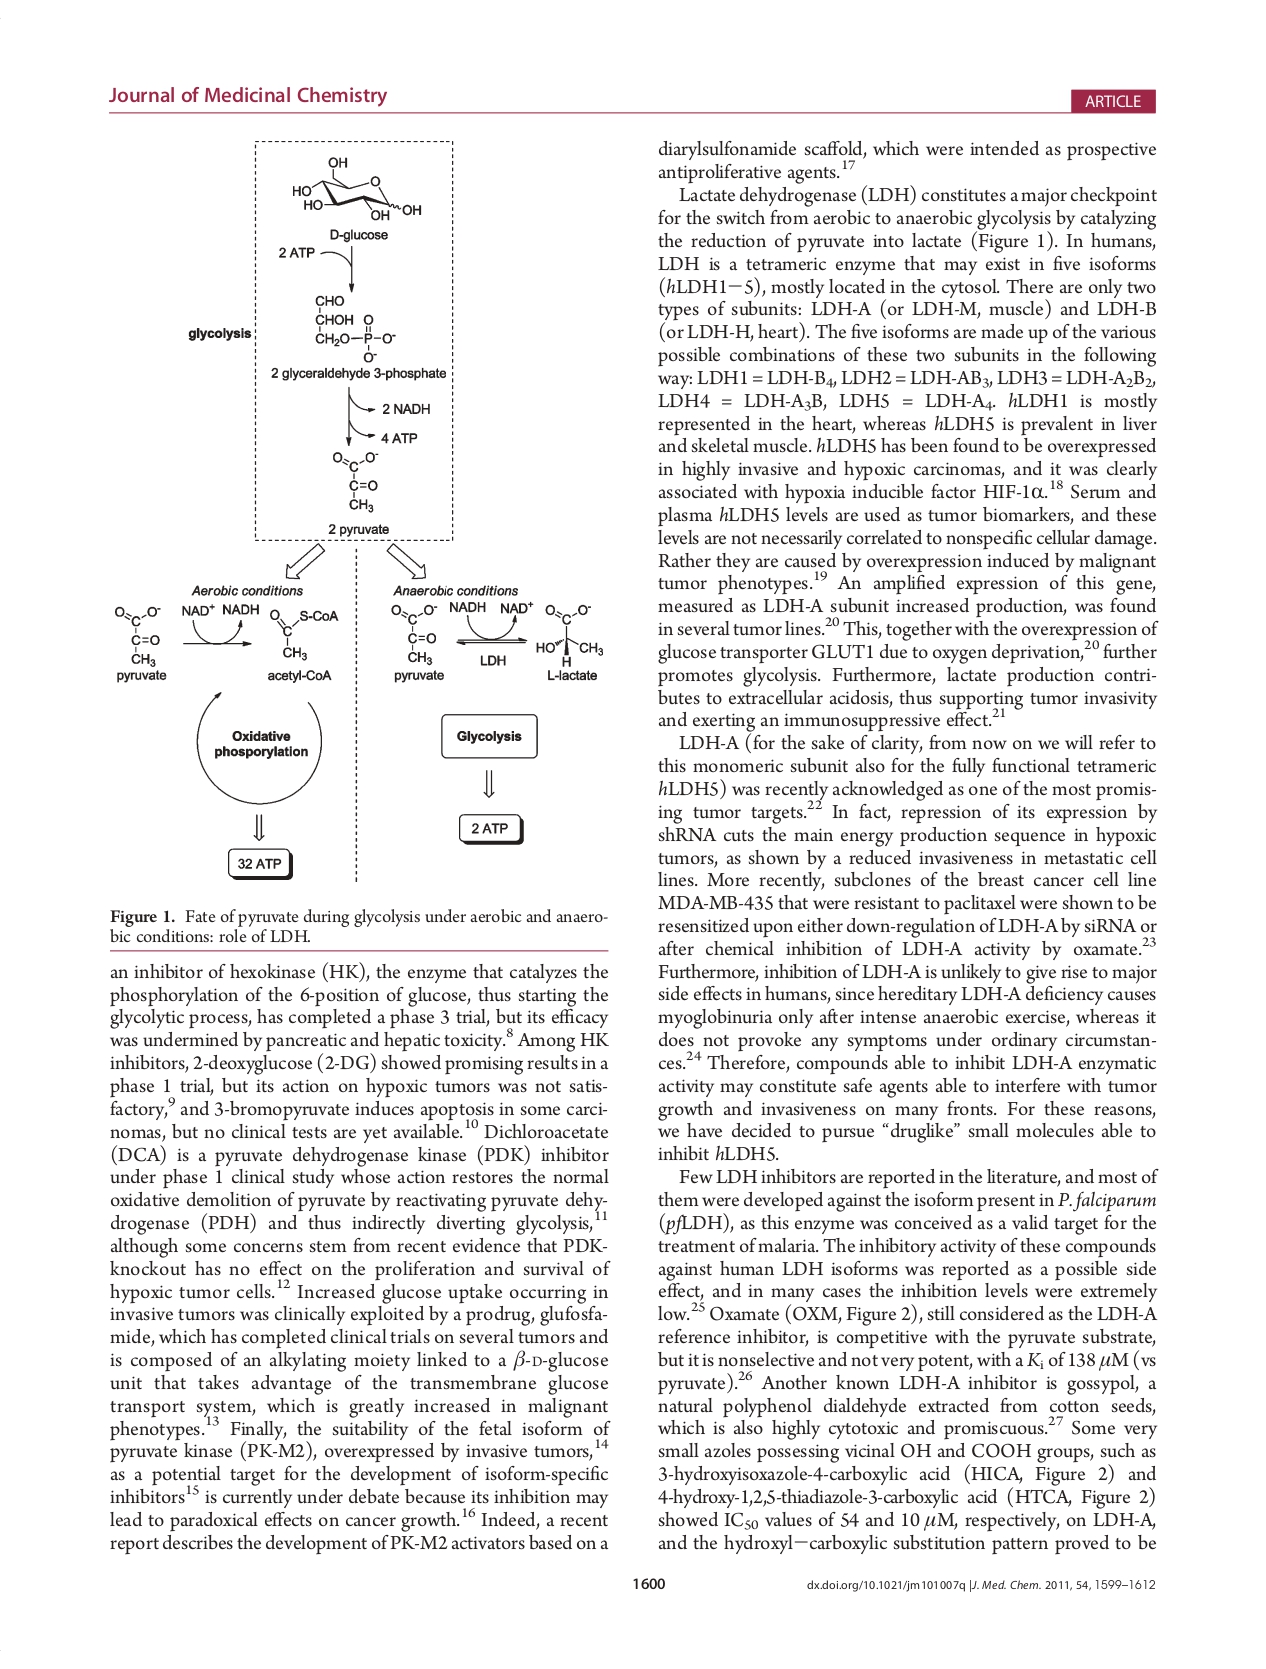 Journal of Medicinal Chemistry
ARTICLE
OH
O
HO
HO
OH
OH
D-glucose
2 ATP
CHO
CHOH O
CH₂O–P–O⁻
O⁻
glycolysis
2 glyceraldehyde 3-phosphate
2 NADH
4 ATP
O O⁻
C
C=O
CH₃
2 pyruvate
Aerobic conditions
O O⁻
C
C=O
CH₃
pyruvate
NAD⁺ NADH
O S-CoA
C
CH₃
acetyl-CoA
Oxidative
phosporylation
32 ATP
Anaerobic conditions
O O⁻
C
C=O
CH₃
pyruvate
NADH NAD⁺
LDH
O O⁻
C
HO CH₃
H
L-lactate
Glycolysis
2 ATP
Figure 1. Fate of pyruvate during glycolysis under aerobic and anaero-
bic conditions: role of LDH.
an inhibitor of hexokinase (HK), the enzyme that catalyzes the
phosphorylation of the 6-position of glucose, thus starting the
glycolytic process, has completed a phase 3 trial, but its efficacy
was undermined by pancreatic and hepatic toxicity.⁸ Among HK
inhibitors, 2-deoxyglucose (2-DG) showed promising results in a
phase 1 trial, but its action on hypoxic tumors was not satis-
factory,⁹ and 3-bromopyruvate induces apoptosis in some carci-
nomas, but no clinical tests are yet available.¹⁰ Dichloroacetate
(DCA) is a pyruvate dehydrogenase kinase (PDK) inhibitor
under phase 1 clinical study whose action restores the normal
oxidative demolition of pyruvate by reactivating pyruvate dehy-
drogenase (PDH) and thus indirectly diverting glycolysis,¹¹
although some concerns stem from recent evidence that PDK-
knockout has no effect on the proliferation and survival of
hypoxic tumor cells.¹² Increased glucose uptake occurring in
invasive tumors was clinically exploited by a prodrug, glufosfa-
mide, which has completed clinical trials on several tumors and
is composed of an alkylating moiety linked to a β-D-glucose
unit that takes advantage of the transmembrane glucose
transport system, which is greatly increased in malignant
phenotypes.¹³ Finally, the suitability of the fetal isoform of
pyruvate kinase (PK-M2), overexpressed by invasive tumors,¹⁴
as a potential target for the development of isoform-specific
inhibitors¹⁵ is currently under debate because its inhibition may
lead to paradoxical effects on cancer growth.¹⁶ Indeed, a recent
report describes the development of PK-M2 activators based on a
diarylsulfonamide scaffold, which were intended as prospective
antiproliferative agents.¹⁷
Lactate dehydrogenase (LDH) constitutes a major checkpoint
for the switch from aerobic to anaerobic glycolysis by catalyzing
the reduction of pyruvate into lactate (Figure 1). In humans,
LDH is a tetrameric enzyme that may exist in five isoforms
(hLDH1−5), mostly located in the cytosol. There are only two
types of subunits: LDH-A (or LDH-M, muscle) and LDH-B
(or LDH-H, heart). The five isoforms are made up of the various
possible combinations of these two subunits in the following
way: LDH1 = LDH-B₄, LDH2 = LDH-AB₃, LDH3 = LDH-A₂B₂,
LDH4 = LDH-A₃B, LDH5 = LDH-A₄. hLDH1 is mostly
represented in the heart, whereas hLDH5 is prevalent in liver
and skeletal muscle. hLDH5 has been found to be overexpressed
in highly invasive and hypoxic carcinomas, and it was clearly
associated with hypoxia inducible factor HIF-1α.¹⁸ Serum and
plasma hLDH5 levels are used as tumor biomarkers, and these
levels are not necessarily correlated to nonspecific cellular damage.
Rather they are caused by overexpression induced by malignant
tumor phenotypes.¹⁹ An amplified expression of this gene,
measured as LDH-A subunit increased production, was found
in several tumor lines.²⁰ This, together with the overexpression of
glucose transporter GLUT1 due to oxygen deprivation,²⁰ further
promotes glycolysis. Furthermore, lactate production contri-
butes to extracellular acidosis, thus supporting tumor invasivity
and exerting an immunosuppressive effect.²¹
LDH-A (for the sake of clarity, from now on we will refer to
this monomeric subunit also for the fully functional tetrameric
hLDH5) was recently acknowledged as one of the most promis-
ing tumor targets.²² In fact, repression of its expression by
shRNA cuts the main energy production sequence in hypoxic
tumors, as shown by a reduced invasiveness in metastatic cell
lines. More recently, subclones of the breast cancer cell line
MDA-MB-435 that were resistant to paclitaxel were shown to be
resensitized upon either down-regulation of LDH-A by siRNA or
after chemical inhibition of LDH-A activity by oxamate.²³
Furthermore, inhibition of LDH-A is unlikely to give rise to major
side effects in humans, since hereditary LDH-A deficiency causes
myoglobinuria only after intense anaerobic exercise, whereas it
does not provoke any symptoms under ordinary circumstan-
ces.²⁴ Therefore, compounds able to inhibit LDH-A enzymatic
activity may constitute safe agents able to interfere with tumor
growth and invasiveness on many fronts. For these reasons,
we have decided to pursue “druglike” small molecules able to
inhibit hLDH5.
Few LDH inhibitors are reported in the literature, and most of
them were developed against the isoform present in P. falciparum
(pfLDH), as this enzyme was conceived as a valid target for the
treatment of malaria. The inhibitory activity of these compounds
against human LDH isoforms was reported as a possible side
effect, and in many cases the inhibition levels were extremely
low.²⁵ Oxamate (OXM, Figure 2), still considered as the LDH-A
reference inhibitor, is competitive with the pyruvate substrate,
but it is nonselective and not very potent, with a Kᵢ of 138 μM (vs
pyruvate).²⁶ Another known LDH-A inhibitor is gossypol, a
natural polyphenol dialdehyde extracted from cotton seeds,
which is also highly cytotoxic and promiscuous.²⁷ Some very
small azoles possessing vicinal OH and COOH groups, such as
3-hydroxyisoxazole-4-carboxylic acid (HICA, Figure 2) and
4-hydroxy-1,2,5-thiadiazole-3-carboxylic acid (HTCA, Figure 2)
showed IC₅₀ values of 54 and 10 μM, respectively, on LDH-A,
and the hydroxyl−carboxylic substitution pattern proved to be
1600
dx.doi.org/10.1021/jm101007q |J. Med. Chem. 2011, 54, 1599–1612